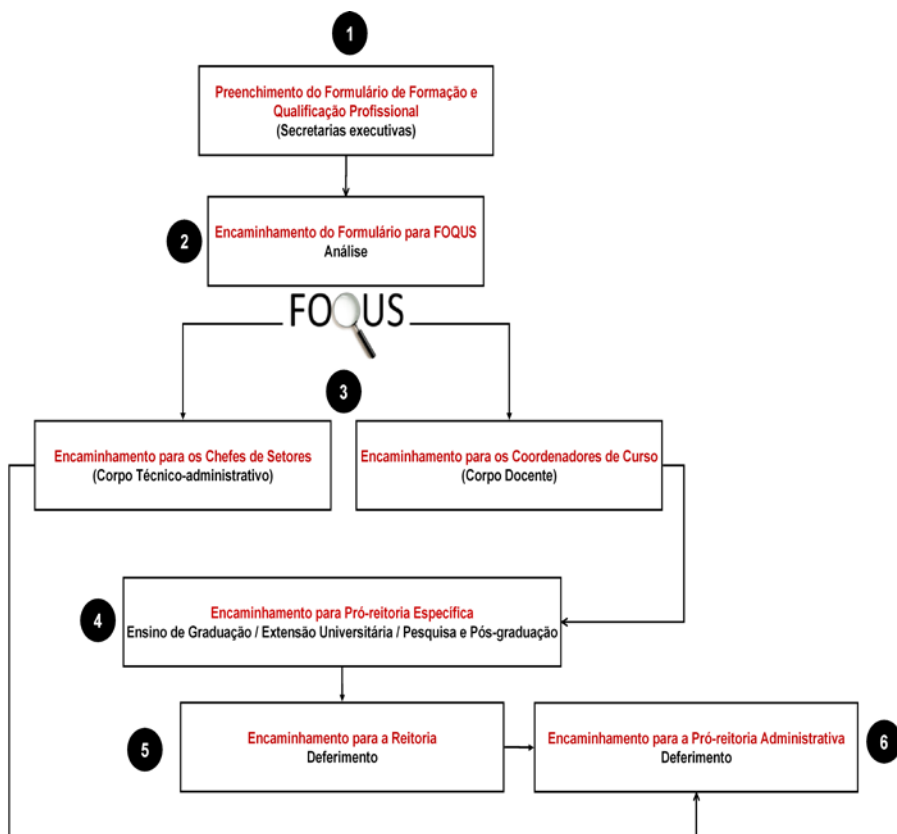 1
Preenchimento do Formulário de Formação e
Qualificação Profissional
(Secretarias executivas)
2
Encaminhamento do Formulário para FOQUS
Análise
FOQUS
3
Encaminhamento para os Chefes de Setores
(Corpo Técnico-administrativo)
Encaminhamento para os Coordenadores de Curso
(Corpo Docente)
4
Encaminhamento para Pró-reitoria Específica
Ensino de Graduação / Extensão Universitária / Pesquisa e Pós-graduação
5
Encaminhamento para a Reitoria
Deferimento
Encaminhamento para a Pró-reitoria Administrativa
Deferimento
6